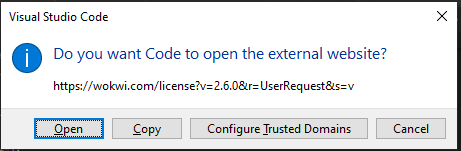 Visual Studio Code
Do you want Code to open the external website?
https://wokwi.com/license?v=2.6.0&r=UserRequest&s=v
Open
Copy
Configure Trusted Domains
Cancel